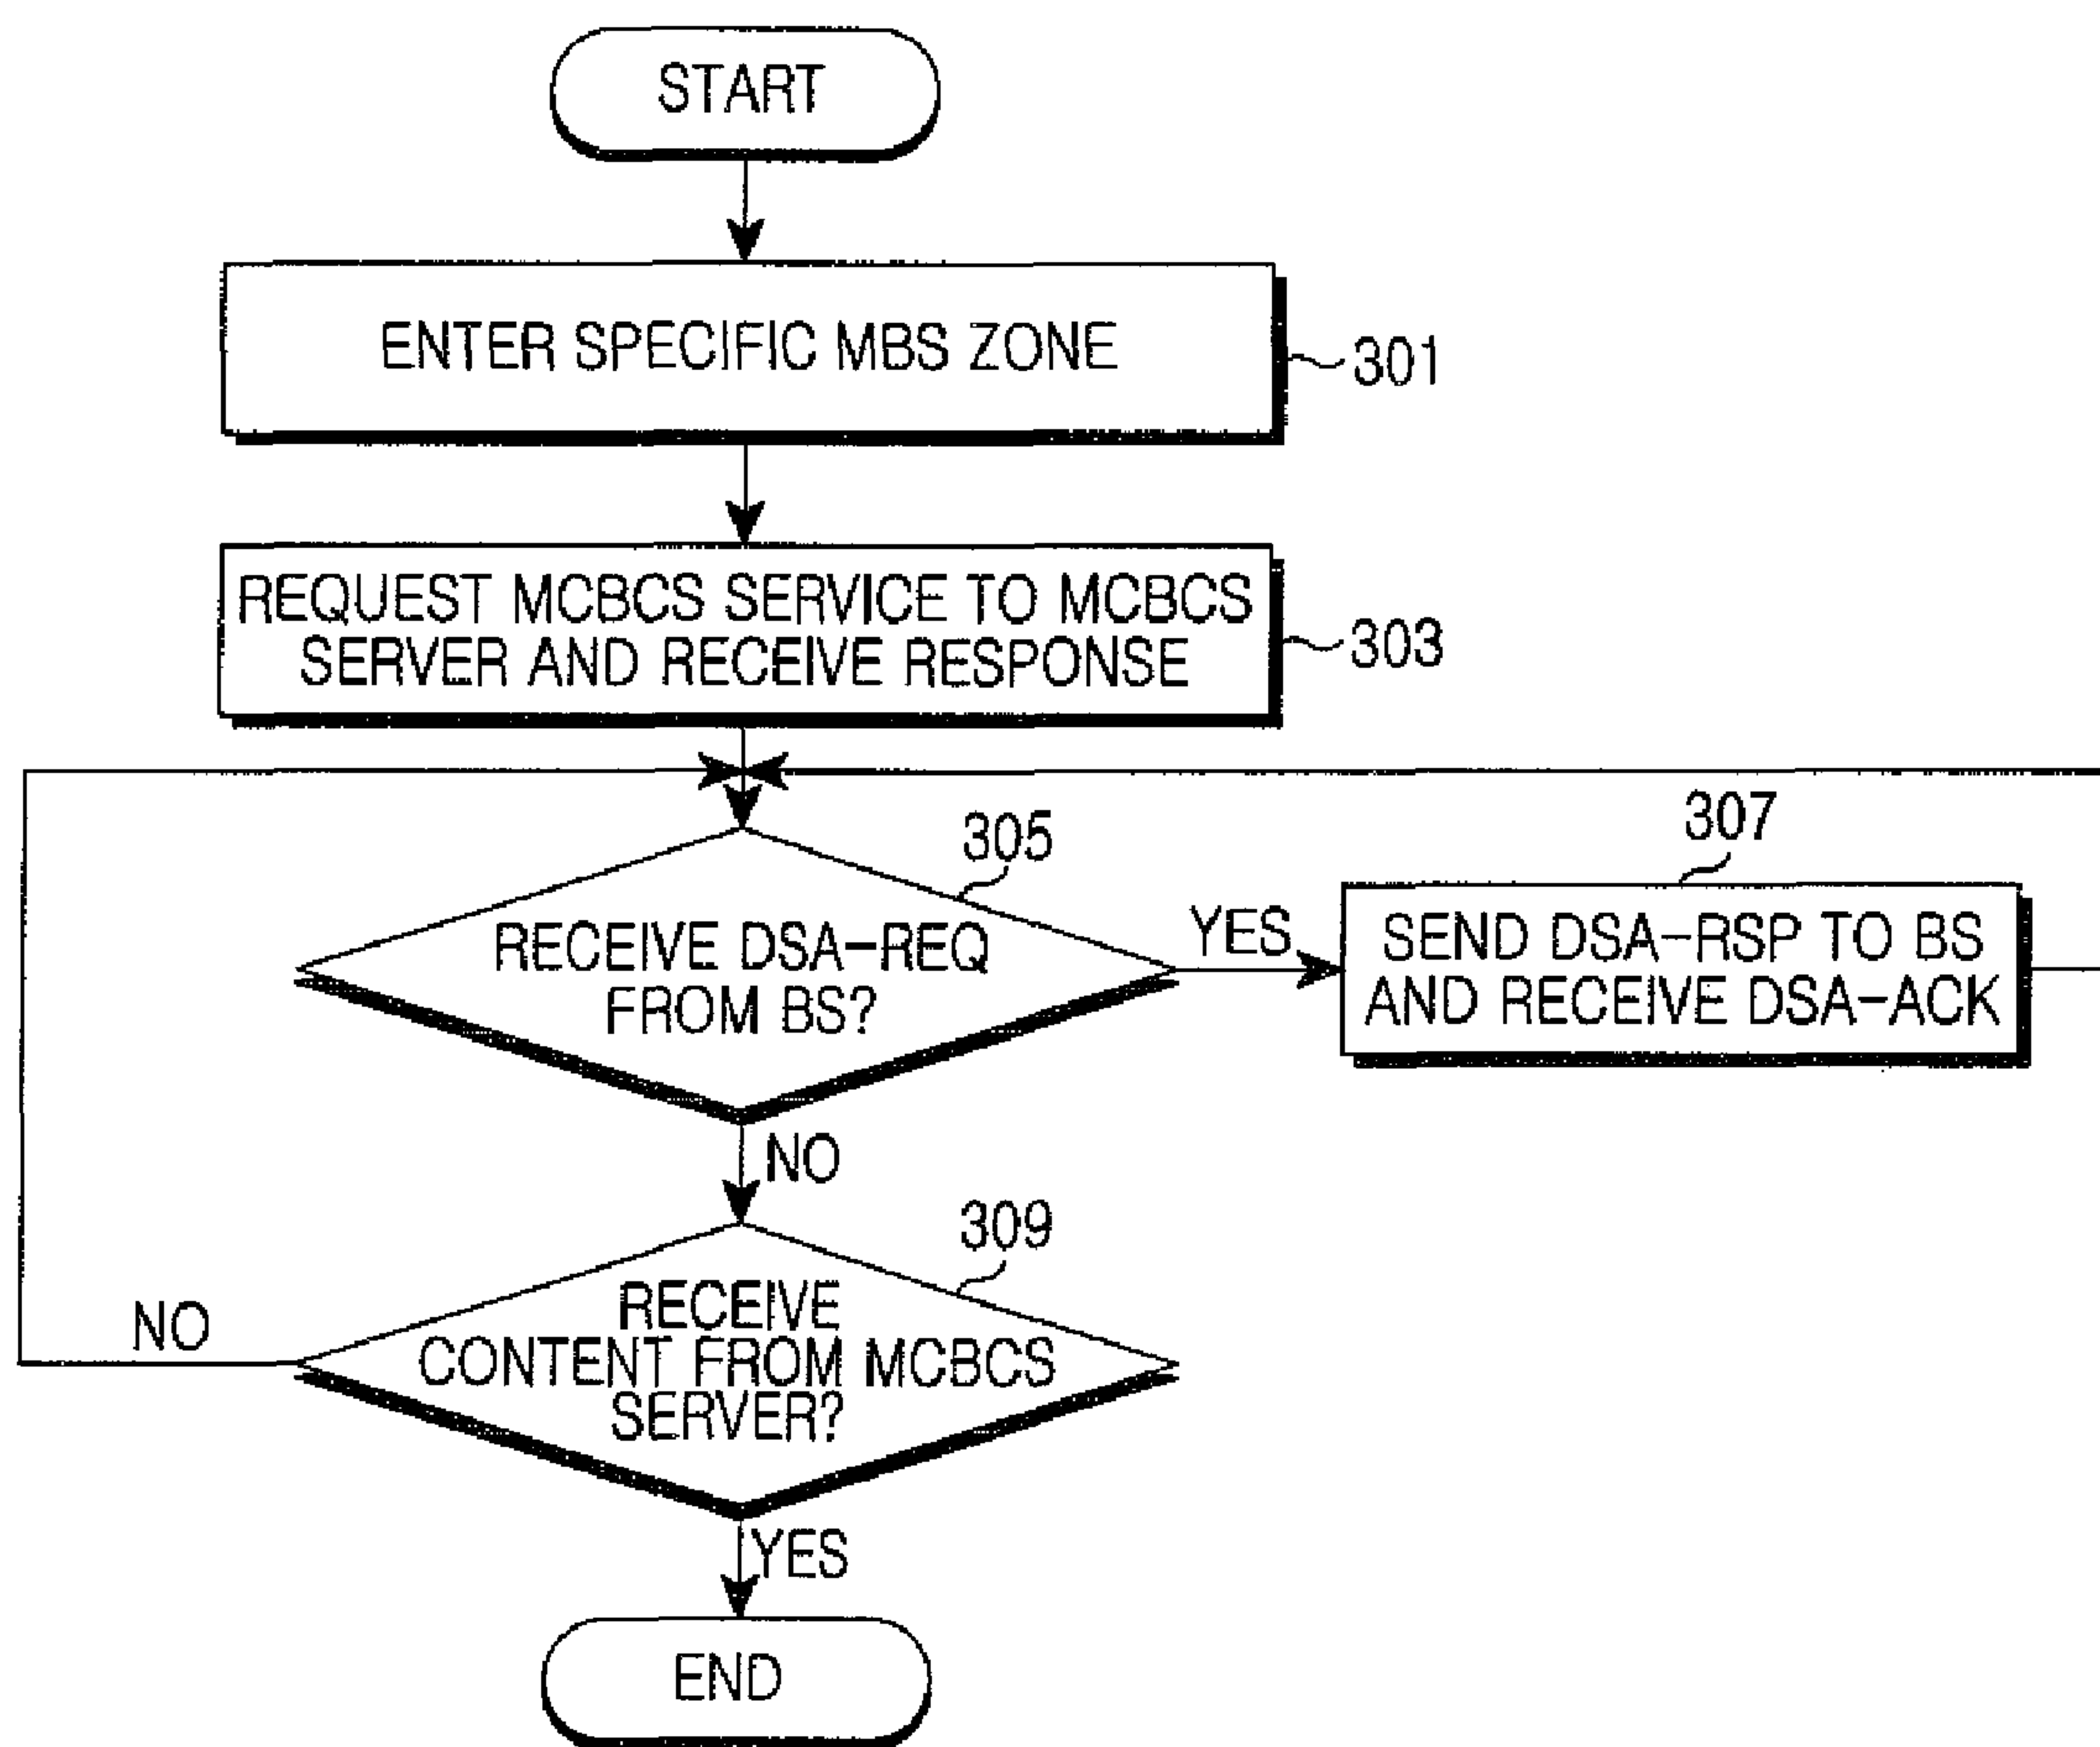 START
ENTER SPECIFIC MBS ZONE
301
REQUEST MCBCS SERVICE TO MCBCS
SERVER AND RECEIVE RESPONSE
303
305
RECEIVE DSA-REQ
FROM BS?
YES
307
SEND DSA-RSP TO BS
AND RECEIVE DSA-ACK
NO
309
RECEIVE
CONTENT FROM MCBCS
SERVER?
NO
YES
END